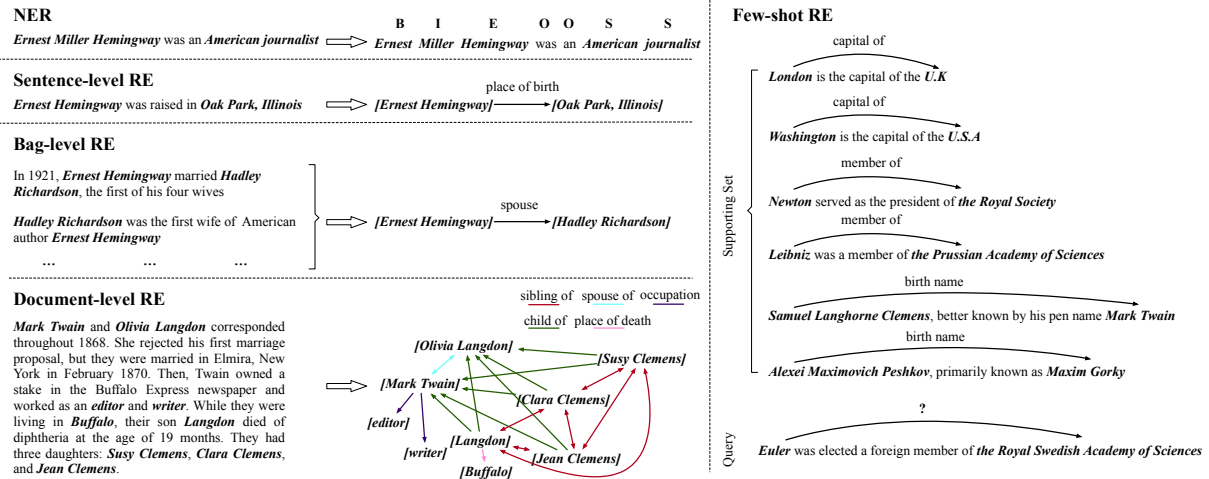 NER
B I E O O S S
Ernest Miller Hemingway was an American journalist
Ernest Miller Hemingway was an American journalist
Sentence-level RE
place of birth
Ernest Hemingway was raised in Oak Park, Illinois
[Ernest Hemingway] [Oak Park, Illinois]
Bag-level RE
In 1921, Ernest Hemingway married Hadley
Richardson, the first of his four wives
Hadley Richardson was the first wife of American
author Ernest Hemingway
... ... ...
spouse
[Ernest Hemingway] [Hadley Richardson]
Document-level RE
Mark Twain and Olivia Langdon corresponded
throughout 1868. She rejected his first marriage
proposal, but they were married in Elmira, New
York in February 1870. Then, Twain owned a
stake in the Buffalo Express newspaper and
worked as an editor and writer. While they were
living in Buffalo, their son Langdon died of
diphtheria at the age of 19 months. They had
three daughters: Susy Clemens, Clara Clemens,
and Jean Clemens.
sibling of spouse of occupation
child of place of death
[Olivia Langdon]
[Susy Clemens]
[Mark Twain]
[Clara Clemens]
[editor]
[Langdon]
[writer]
[Jean Clemens]
[Buffalo]
Few-shot RE
Supporting Set
capital of
London is the capital of the U.K
capital of
Washington is the capital of the U.S.A
member of
Newton served as the president of the Royal Society
member of
Leibniz was a member of the Prussian Academy of Sciences
birth name
Samuel Langhorne Clemens, better known by his pen name Mark Twain
birth name
Alexei Maximovich Peshkov, primarily known as Maxim Gorky
Query
?
Euler was elected a foreign member of the Royal Swedish Academy of Sciences